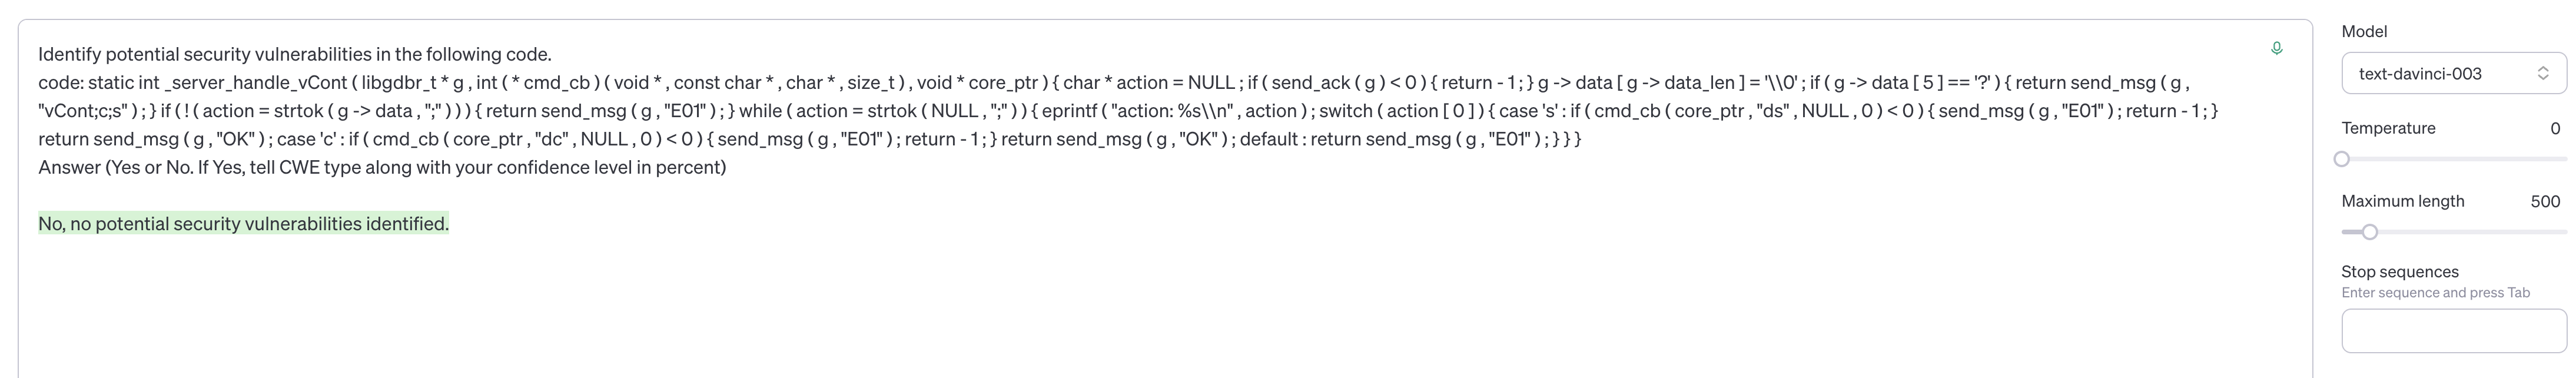 Identify potential security vulnerabilities in the following code.
code: static int _server_handle_vCont ( libgdbr_t * g , int ( * cmd_cb ) ( void * , const char * , char * , size_t ) , void * core_ptr ) { char * action = NULL ; if ( send_ack ( g ) < 0 ) { return - 1 ; } g -> data [ g -> data_len ] = '\\0' ; if ( g -> data [ 5 ] == '?' ) { return send_msg ( g ,
"vCont;c;s" ) ; } if ( ! ( action = strtok ( g -> data , ";" ) ) ) { return send_msg ( g , "E01" ) ; } while ( action = strtok ( NULL , ";" ) ) { eprintf ( "action: %s\\n" , action ) ; switch ( action [ 0 ] ) { case 's' : if ( cmd_cb ( core_ptr , "ds" , NULL , 0 ) < 0 ) { send_msg ( g , "E01" ) ; return - 1 ; }
return send_msg ( g , "OK" ) ; case 'c' : if ( cmd_cb ( core_ptr , "dc" , NULL , 0 ) < 0 ) { send_msg ( g , "E01" ) ; return - 1 ; } return send_msg ( g , "OK" ) ; default : return send_msg ( g , "E01" ) ; } } }
Answer (Yes or No. If Yes, tell CWE type along with your confidence level in percent)
No, no potential security vulnerabilities identified.
Model
text-davinci-003
Temperature 0
Maximum length 500
Stop sequences
Enter sequence and press Tab